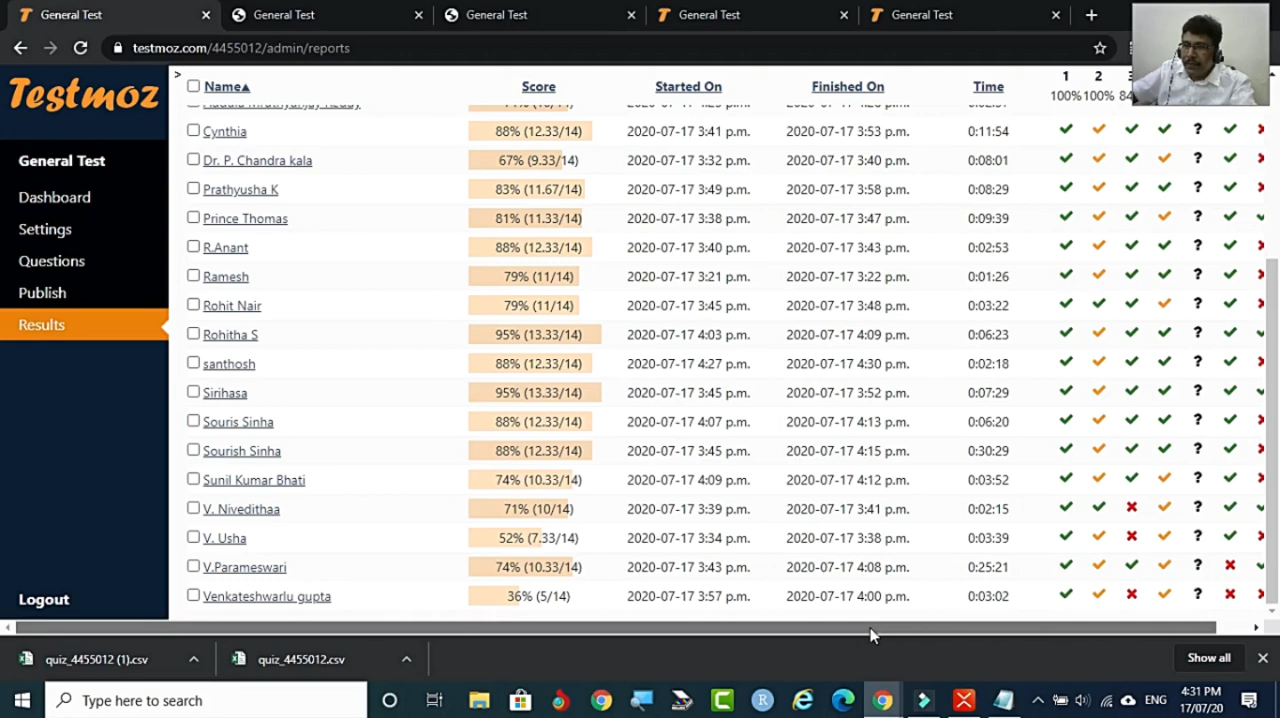 General Test
General Test
General Test
General Test
General Test
testmoz.com/4455012/admin/reports
Testmoz
General Test
Dashboard
Settings
Questions
Publish
Results
Logout
> Name▲ Score Started On Finished On Time 1 2
100% 100% 84
Cynthia 88% (12.33/14) 2020-07-17 3:41 p.m. 2020-07-17 3:53 p.m. 0:11:54 ?
Dr. P. Chandra kala 67% (9.33/14) 2020-07-17 3:32 p.m. 2020-07-17 3:40 p.m. 0:08:01 ?
Prathyusha K 83% (11.67/14) 2020-07-17 3:49 p.m. 2020-07-17 3:58 p.m. 0:08:29 ?
Prince Thomas 81% (11.33/14) 2020-07-17 3:38 p.m. 2020-07-17 3:47 p.m. 0:09:39 ?
R.Anant 88% (12.33/14) 2020-07-17 3:40 p.m. 2020-07-17 3:43 p.m. 0:02:53 ?
Ramesh 79% (11/14) 2020-07-17 3:21 p.m. 2020-07-17 3:22 p.m. 0:01:26 ?
Rohit Nair 79% (11/14) 2020-07-17 3:45 p.m. 2020-07-17 3:48 p.m. 0:03:22 ?
Rohitha S 95% (13.33/14) 2020-07-17 4:03 p.m. 2020-07-17 4:09 p.m. 0:06:23 ?
santhosh 88% (12.33/14) 2020-07-17 4:27 p.m. 2020-07-17 4:30 p.m. 0:02:18 ?
Sirihasa 95% (13.33/14) 2020-07-17 3:45 p.m. 2020-07-17 3:52 p.m. 0:07:29 ?
Souris Sinha 88% (12.33/14) 2020-07-17 4:07 p.m. 2020-07-17 4:13 p.m. 0:06:20 ?
Sourish Sinha 88% (12.33/14) 2020-07-17 3:45 p.m. 2020-07-17 4:15 p.m. 0:30:29 ?
Sunil Kumar Bhati 74% (10.33/14) 2020-07-17 4:09 p.m. 2020-07-17 4:12 p.m. 0:03:52 ?
V. Nivedithaa 71% (10/14) 2020-07-17 3:39 p.m. 2020-07-17 3:41 p.m. 0:02:15 ?
V. Usha 52% (7.33/14) 2020-07-17 3:34 p.m. 2020-07-17 3:38 p.m. 0:03:39 ?
V.Parameswari 74% (10.33/14) 2020-07-17 3:43 p.m. 2020-07-17 4:08 p.m. 0:25:21 ?
Venkateshwarlu gupta 36% (5/14) 2020-07-17 3:57 p.m. 2020-07-17 4:00 p.m. 0:03:02 ?
quiz_4455012 (1).csv
quiz_4455012.csv
Show all
Type here to search
ENG
4:31 PM
17/07/20